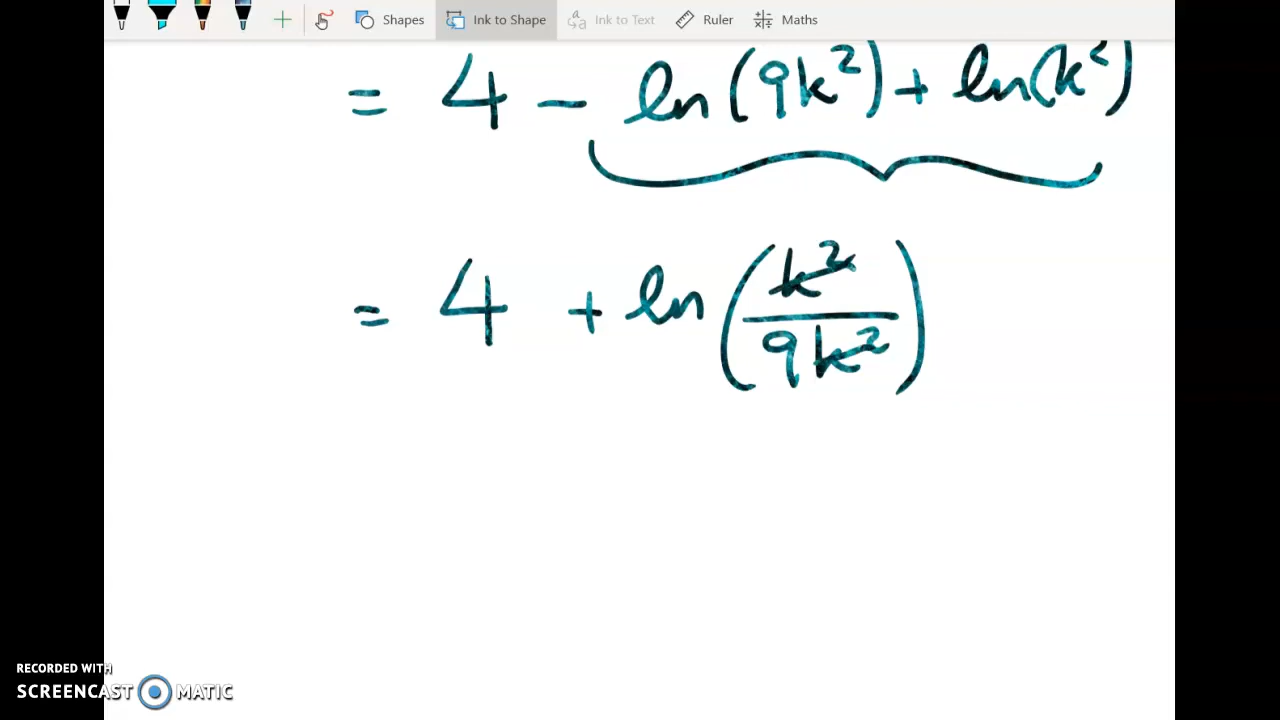 Shapes Ink to Shape Ink to Text Ruler Maths
= 4 - ln(9k²) + ln(k²)
= 4 + ln(k²/9k²)
RECORDED WITH
SCREENCAST MATIC